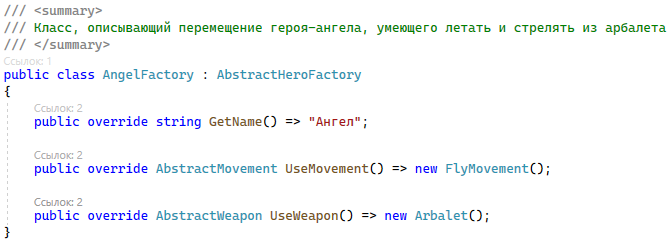 /// <summary>
/// Класс, описывающий перемещение героя-ангела, умеющего летать и стрелять из арбалета
/// </summary>
Ссылок: 1
public class AngelFactory : AbstractHeroFactory
{
Ссылок: 2
public override string GetName() => "Ангел";
Ссылок: 2
public override AbstractMovement UseMovement() => new FlyMovement();
Ссылок: 2
public override AbstractWeapon UseWeapon() => new Arbalet();
}